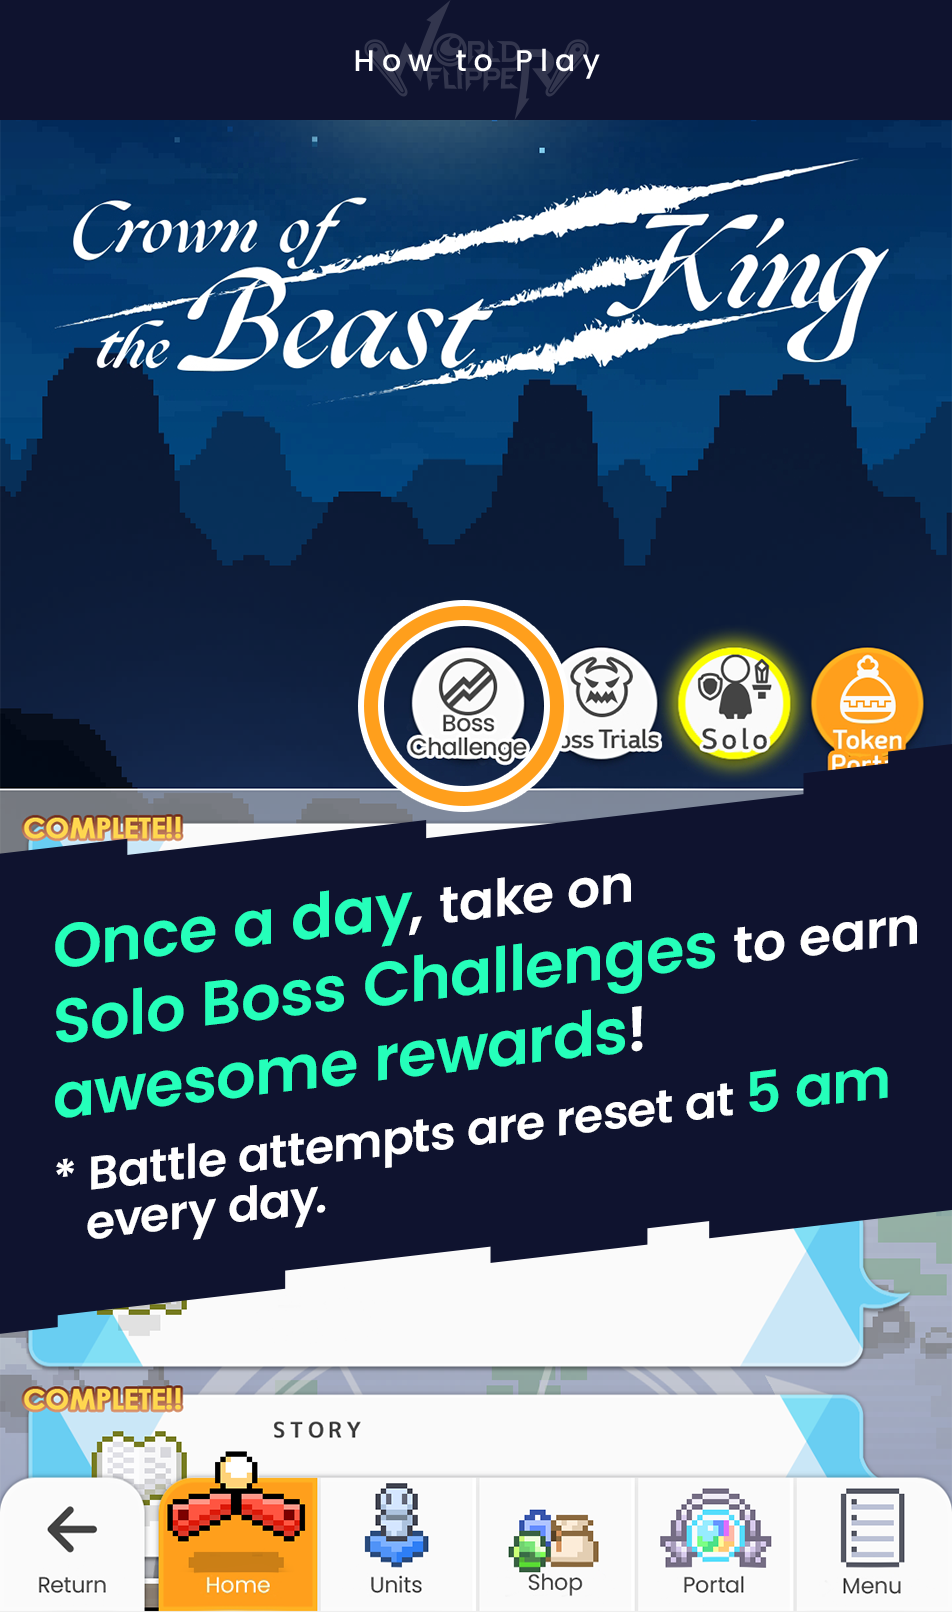 WORLD
FLIPPER
How to Play
Crown of
the Beast King
Boss
Challenge
oss Trials
Solo
Token
Port
COMPLETE!!
Once a day, take on
Solo Boss Challenges to earn
awesome rewards!
* Battle attempts are reset at 5 am
every day.
COMPLETE!!
STORY
Return
Home
Units
Shop
Portal
Menu